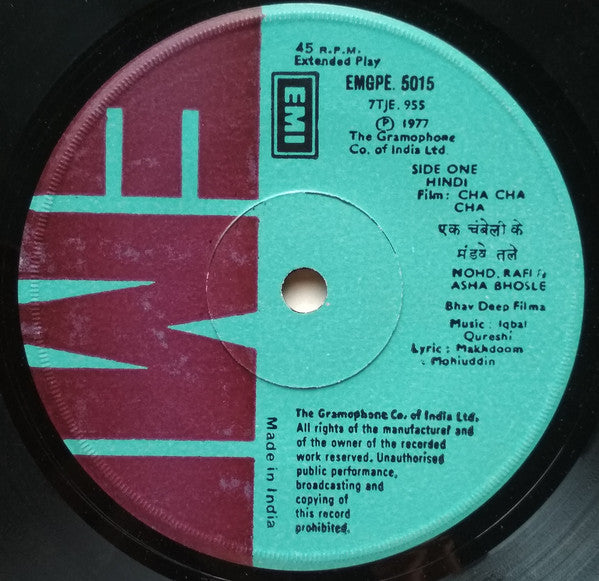 45 R.P.M.
Extended Play
EMI
EMGPE. 5015
7TJE. 955
Ⓟ 1977
The Gramophone
Co. of India Ltd
SIDE ONE
HINDI
Film: CHA CHA
CHA
एक चंबेली के
मंडवे तले
MOHD. RAFI &
ASHA BHOSLE
Bhav Deep Films
Music : Iqbal
Qureshi
Lyric : Makhdoom
Mohiuddin
EMI
The Gramophone Co. of India Ltd.
All rights of the manufacturer and
of the owner of the recorded
work reserved. Unauthorised
public performance,
broadcasting and
copying of
this record
prohibited.
Made in India